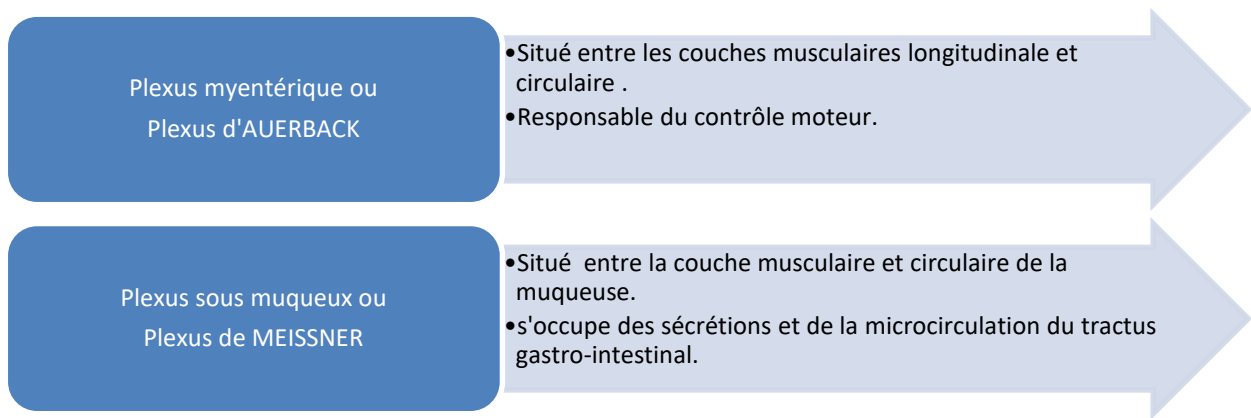 Plexus myentérique ou
Plexus d'AUERBACK
•Situé entre les couches musculaires longitudinale et
circulaire .
•Responsable du contrôle moteur.
Plexus sous muqueux ou
Plexus de MEISSNER
•Situé  entre la couche musculaire et circulaire de la
muqueuse.
•s'occupe des sécrétions et de la microcirculation du tractus
gastro-intestinal.